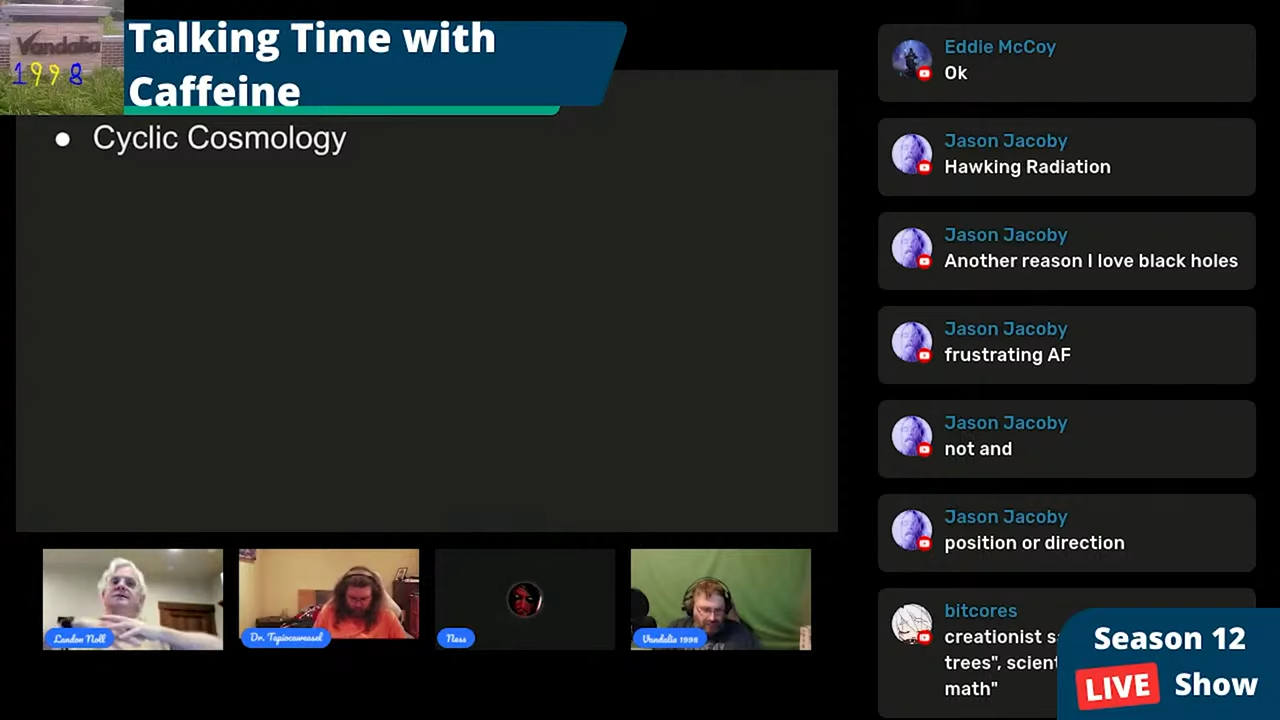 Vandalia
1998
Talking Time with
Caffeine
● Cyclic Cosmology
Landon Noll
Dr. Tapiocaweasel
Ness
Vandalia 1998
Eddie McCoy
Ok
Jason Jacoby
Hawking Radiation
Jason Jacoby
Another reason I love black holes
Jason Jacoby
frustrating AF
Jason Jacoby
not and
Jason Jacoby
position or direction
bitcores
creationist
trees", scient
math"
Season 12
LIVE Show